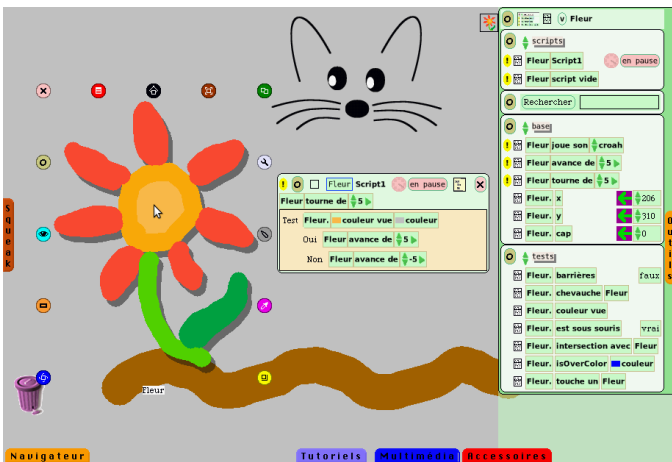 Fleur
scripts
Fleur Script1 en pause
Fleur script vide
Rechercher
base
Fleur joue son croah
Fleur avance de 5
Fleur tourne de 5
Fleur. x 206
Fleur. y 310
Fleur. cap 0
tests
Fleur. barrières faux
Fleur. chevauche Fleur
Fleur. couleur vue
Fleur. est sous souris vrai
Fleur. intersection avec Fleur
Fleur. isOverColor couleur
Fleur. touche un Fleur
Fleur Script1 en pause
Fleur tourne de 5
Test Fleur. couleur vue couleur
Oui Fleur avance de 5
Non Fleur avance de -5
Squeak
Outils
Fleur
Navigateur
Tutoriels
Multimédia
Accessoires